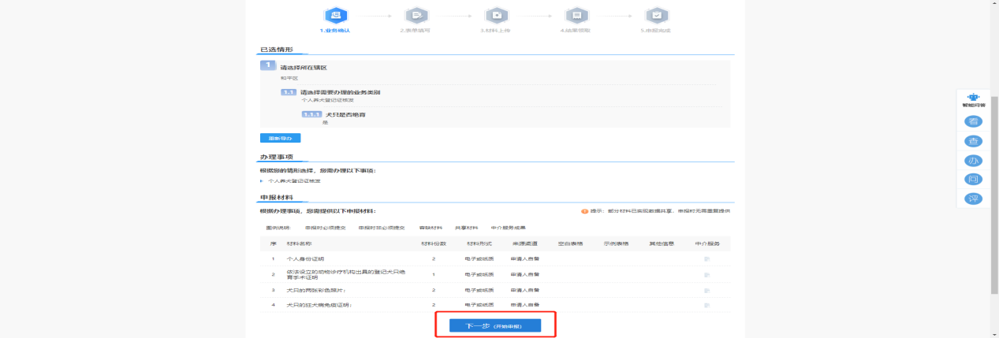 1.业务确认 2.表单填写 3.材料上传 4.结果领取 5.申报完成
已选情形
1 请选择所在辖区
和平区
1.1 请选择需要办理的业务类别
个人养犬登记证核发
1.1.1 犬只是否绝育
是
重新导办
办理事项
根据您的情形选择，您需办理以下事项：
个人养犬登记证核发
申报材料
根据办理事项，您需提供以下申报材料：
提示：部分材料已实现数据共享，申报时无需重复提供
图例说明： 申报时必须提交 申报时非必须提交 容缺材料 共享材料 中介服务成果
序 材料名称 材料份数 材料形式 来源渠道 空白表格 示例表格 其他信息 中介服务
1 个人身份证明 2 电子或纸质 申请人自备
2 依法设立的动物诊疗机构出具的登记犬只绝
育手术证明 1 电子或纸质 申请人自备
3 犬只的两张彩色照片； 2 电子或纸质 申请人自备
4 犬只的狂犬病免疫证明； 2 电子或纸质 申请人自备
下一步 (开始申报)
智能问答
看
查
办
问
评